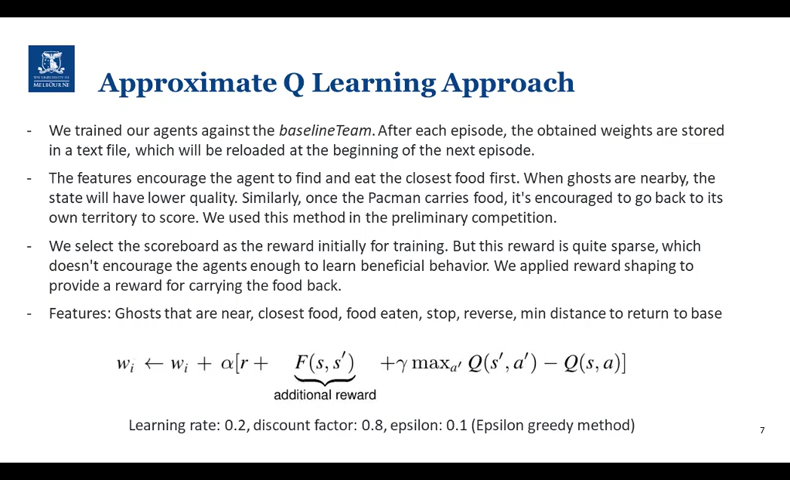 THE UNIVERSITY OF
MELBOURNE
Approximate Q Learning Approach
- We trained our agents against the baselineTeam. After each episode, the obtained weights are stored
in a text file, which will be reloaded at the beginning of the next episode.
- The features encourage the agent to find and eat the closest food first. When ghosts are nearby, the
state will have lower quality. Similarly, once the Pacman carries food, it's encouraged to go back to its
own territory to score. We used this method in the preliminary competition.
- We select the scoreboard as the reward initially for training. But this reward is quite sparse, which
doesn't encourage the agents enough to learn beneficial behavior. We applied reward shaping to
provide a reward for carrying the food back.
- Features: Ghosts that are near, closest food, food eaten, stop, reverse, min distance to return to base
wᵢ ← wᵢ + α[r + F(s, s′) +γ maxₐ′ Q(s′, a′) − Q(s, a)]
additional reward
Learning rate: 0.2, discount factor: 0.8, epsilon: 0.1 (Epsilon greedy method)
7